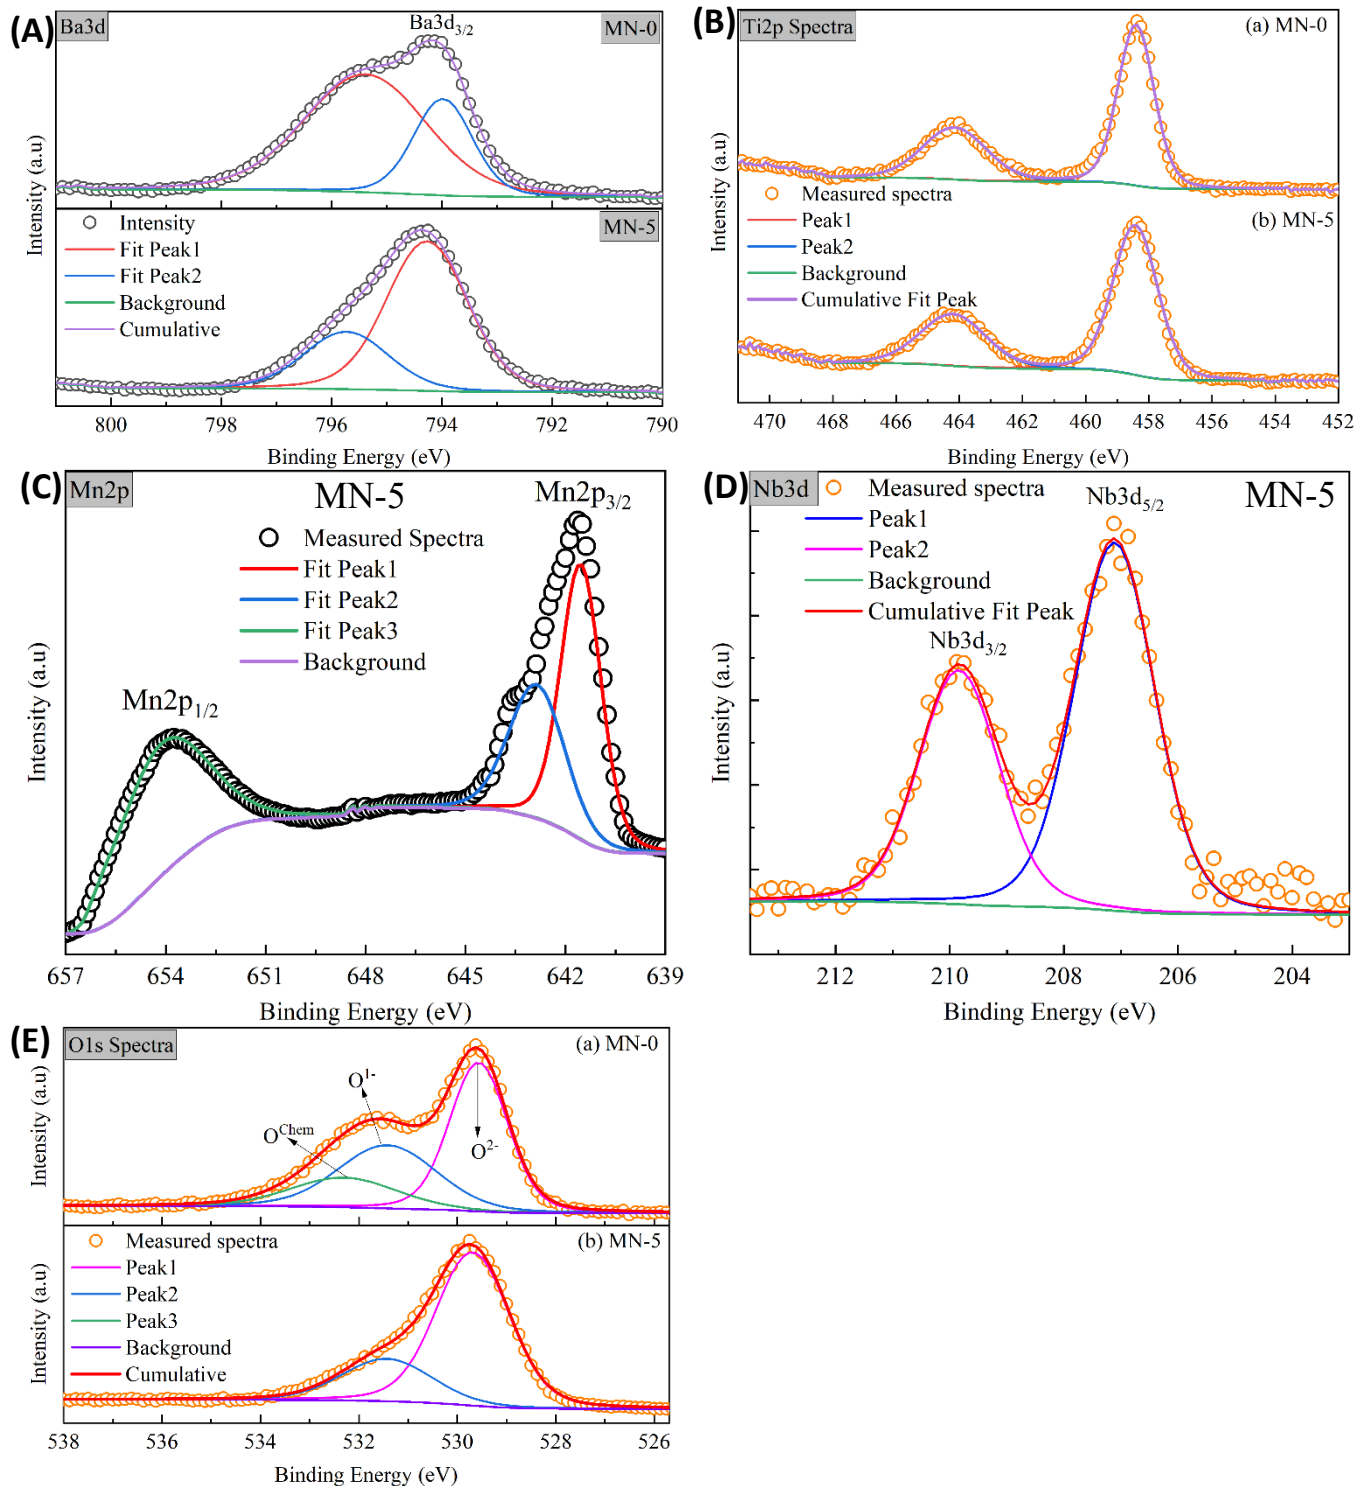 (A)
Ba3d
Ba3d3/2
MN-0
Intensity (a.u)
Intensity
Fit Peak1
Fit Peak2
Background
Cumulative
MN-5
800 798 796 794 792 790
Binding Energy (eV)
(B)
Ti2p Spectra
(a) MN-0
Intensity (a.u)
Measured spectra
Peak1
Peak2
Background
Cumulative Fit Peak
(b) MN-5
470 468 466 464 462 460 458 456 454 452
Binding Energy (eV)
(C)
Mn2p
MN-5
Mn2p3/2
Measured Spectra
Fit Peak1
Fit Peak2
Fit Peak3
Background
Mn2p1/2
Intensity (a.u)
657 654 651 648 645 642 639
Binding Energy (eV)
(D)
Nb3d
Measured spectra
Peak1
Peak2
Background
Cumulative Fit Peak
Nb3d5/2
MN-5
Nb3d3/2
Intensity (a.u)
212 210 208 206 204
Binding Energy (eV)
(E)
O1s Spectra
(a) MN-0
O1-
OChem
O2-
Intensity (a.u)
Measured spectra
Peak1
Peak2
Peak3
Background
Cumulative
(b) MN-5
Intensity (a.u)
538 536 534 532 530 528 526
Binding Energy (eV)